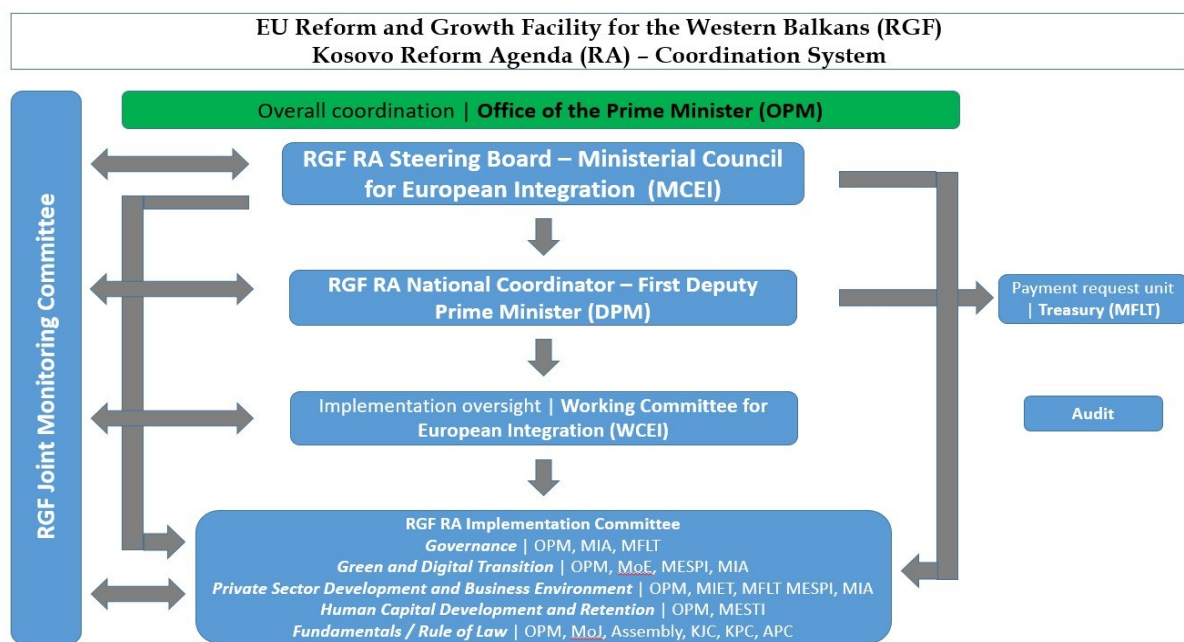 EU Reform and Growth Facility for the Western Balkans (RGF)
Kosovo Reform Agenda (RA) – Coordination System
RGF Joint Monitoring Committee
Overall coordination | Office of the Prime Minister (OPM)
RGF RA Steering Board – Ministerial Council
for European Integration (MCEI)
RGF RA National Coordinator – First Deputy
Prime Minister (DPM)
Payment request unit
| Treasury (MFLT)
Implementation oversight | Working Committee for
European Integration (WCEI)
Audit
RGF RA Implementation Committee
Governance | OPM, MIA, MFLT
Green and Digital Transition | OPM, MoE, MESPI, MIA
Private Sector Development and Business Environment | OPM, MIET, MFLT MESPI, MIA
Human Capital Development and Retention | OPM, MESTI
Fundamentals / Rule of Law | OPM, MoJ, Assembly, KJC, KPC, APC